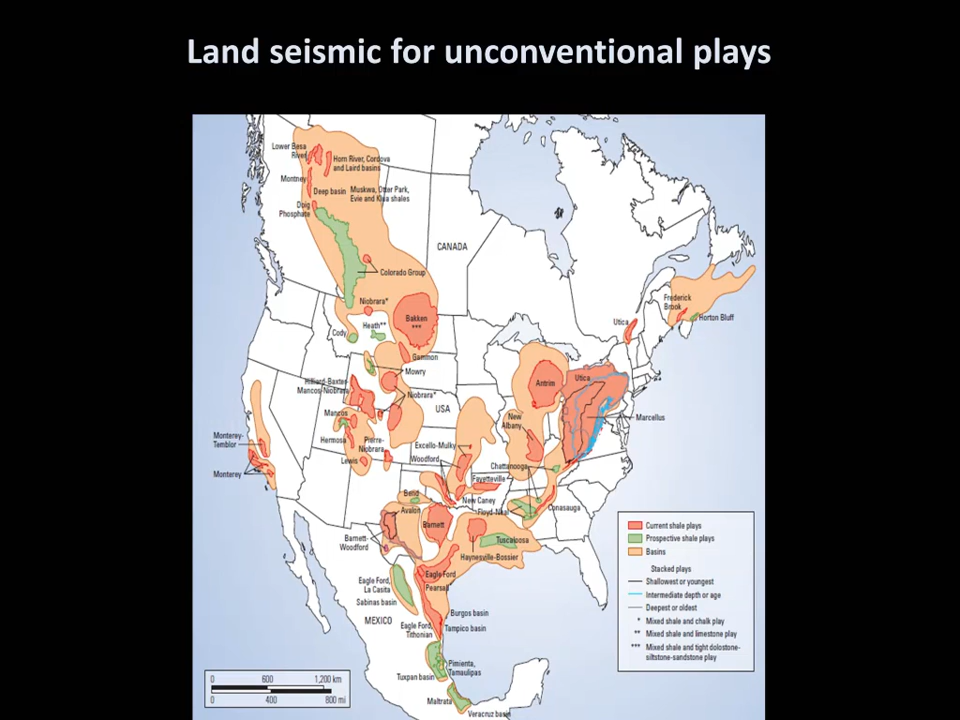 Land seismic for unconventional plays
Lower Besa
River
Horn River, Cordova
and Laird basins
Montney
Deep basin
Muskwa, Otter Park,
Evie and Klua shales
Doig
Phosphate
CANADA
Colorado Group
Niobrara*
Bakken
***
Heath**
Cody
Gammon
Mowry
Frederick
Brook
Horton Bluff
Utica
Hilliard-Baxter-
Mancos-Niobrara
Niobrara*
Antrim
Utica
USA
Mancos
New
Albany
Marcellus
Monterey-
Temblor
Hermosa
Pierre-
Niobrara
Excello-Mulky
Lewis
Woodford
Chattanooga
Monterey
Fayetteville
Bend
New Caney
Avalon
Floyd-Neal
Conasauga
Barnett
Barnett-
Woodford
Tuscaloosa
Haynesville-Bossier
Eagle Ford
Eagle Ford,
La Casita
Pearsall
Sabinas basin
Burgos basin
MEXICO
Eagle Ford,
Tithonian
Tampico basin
Pimienta,
Tamaulipas
Tuxpan basin
Maltrata
Veracruz basin
Current shale plays
Prospective shale plays
Basins
Stacked plays
Shallowest or youngest
Intermediate depth or age
Deepest or oldest
* Mixed shale and chalk play
** Mixed shale and limestone play
*** Mixed shale and tight dolostone-
siltstone-sandstone play
0 600 1,200 km
0 400 800 mi